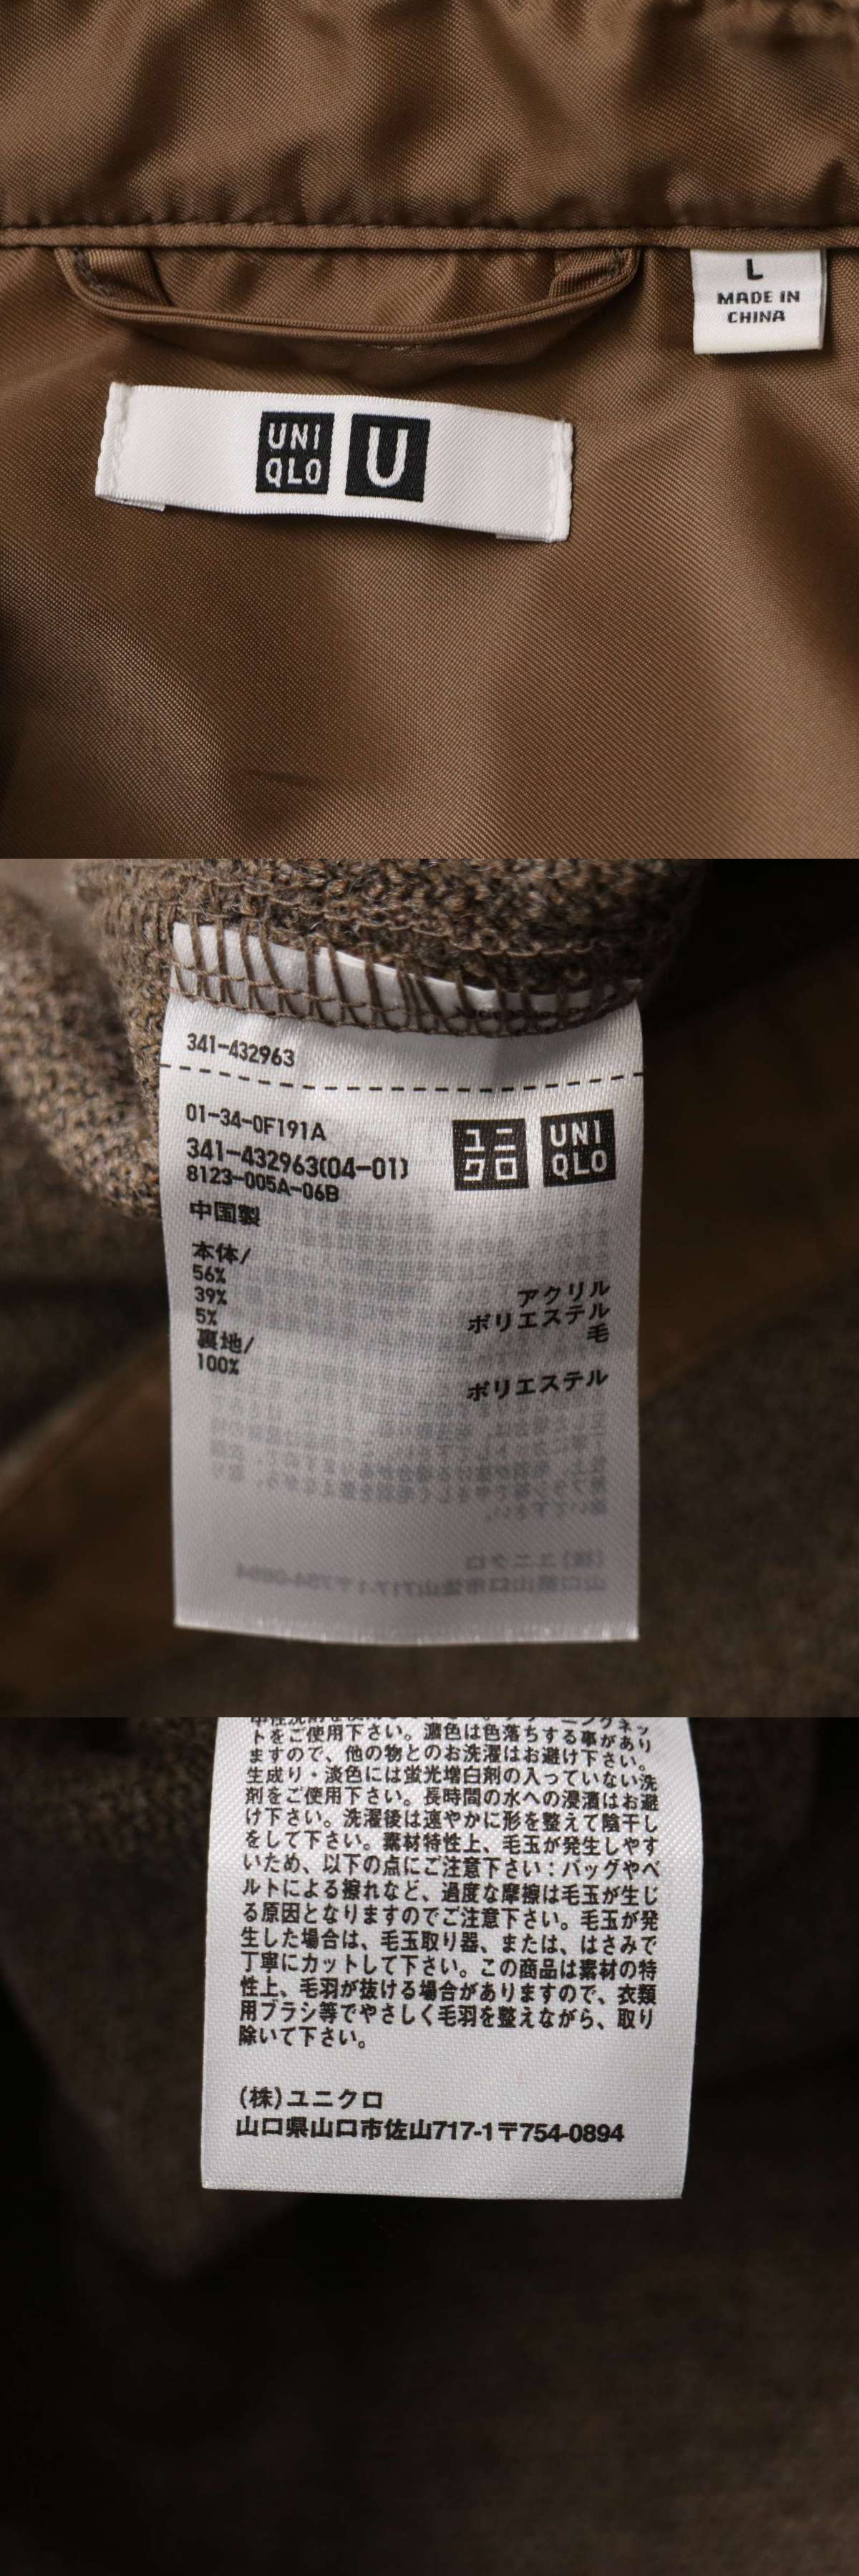 L
MADE IN
CHINA
UNI
QLO
U
341-432963
01-34-0F191A
341-432963(04-01)
8123-005A-06B
ユニ
クロ
UNI
QLO
中国製
本体/
56% アクリル
39% ポリエステル
5% 毛
裏地/
100% ポリエステル
トをご使用下さい。濃色は色落ちする事があり
ますので、他の物とのお洗濯はお避け下さい。
生成り・淡色には蛍光増白剤の入っていない洗
剤をご使用下さい。長時間の水への浸漬はお避
け下さい。洗濯後は速やかに形を整えて陰干し
をして下さい。素材特性上、毛玉が発生しやす
いため、以下の点にご注意下さい：バッグやベ
ルトによる擦れなど、過度な摩擦は毛玉が生じ
る原因となりますのでご注意下さい。毛玉が発
生した場合は、毛玉取り器、または、はさみで
丁寧にカットして下さい。この商品は素材の特
性上、毛羽が抜ける場合がありますので、衣類
用ブラシ等でやさしく毛羽を整えながら、取り
除いて下さい。
(株)ユニクロ
山口県山口市佐山717-1〒754-0894